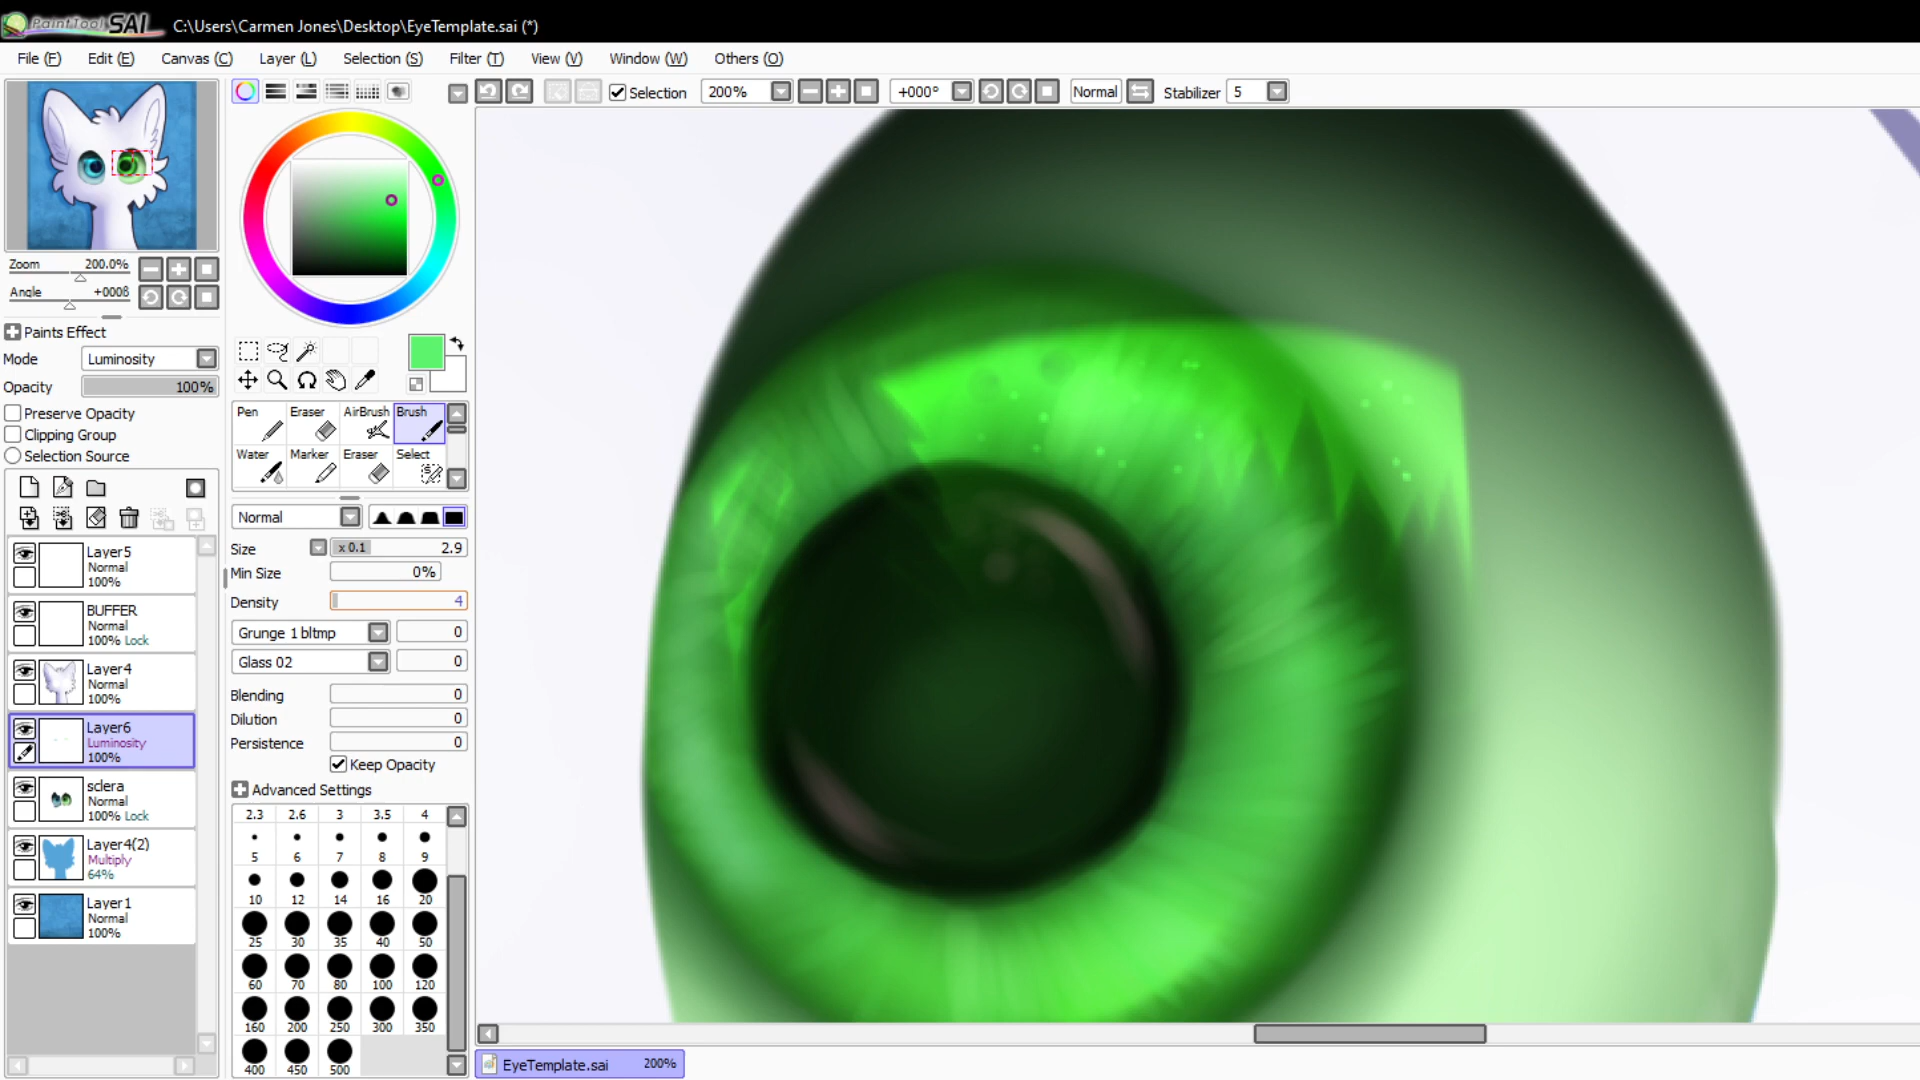 PaintTool SAI C:\Users\Carmen Jones\Desktop\EyeTemplate.sai (*)
File (F) Edit (E) Canvas (C) Layer (L) Selection (S) Filter (T) View (V) Window (W) Others (O)
Selection 200% +000° Normal Stabilizer 5
Zoom 200.0%
Angle +000ß
Paints Effect
Mode Luminosity
Opacity 100%
Preserve Opacity
Clipping Group
Selection Source
Layer5
Normal
100%
BUFFER
Normal
100% Lock
Layer4
Normal
100%
Layer6
Luminosity
100%
sclera
Normal
100% Lock
Layer4(2)
Multiply
64%
Layer1
Normal
100%
Pen Eraser AirBrush Brush
Water Marker Eraser Select
Normal
Size x 0.1 2.9
Min Size 0%
Density 4
Grunge 1 bltmp 0
Glass 02 0
Blending 0
Dilution 0
Persistence 0
Keep Opacity
Advanced Settings
2.3 2.6 3 3.5 4
5 6 7 8 9
10 12 14 16 20
25 30 35 40 50
60 70 80 100 120
160 200 250 300 350
400 450 500
EyeTemplate.sai 200%